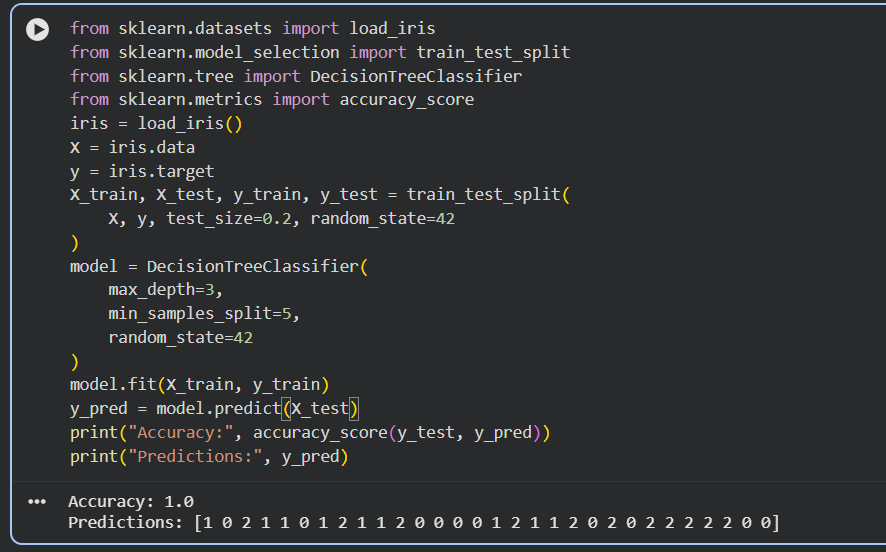 from sklearn.datasets import load_iris
from sklearn.model_selection import train_test_split
from sklearn.tree import DecisionTreeClassifier
from sklearn.metrics import accuracy_score
iris = load_iris()
X = iris.data
y = iris.target
X_train, X_test, y_train, y_test = train_test_split(
    X, y, test_size=0.2, random_state=42
)
model = DecisionTreeClassifier(
    max_depth=3,
    min_samples_split=5,
    random_state=42
)
model.fit(X_train, y_train)
y_pred = model.predict(X_test)
print("Accuracy:", accuracy_score(y_test, y_pred))
print("Predictions:", y_pred)
Accuracy: 1.0
Predictions: [1 0 2 1 1 0 1 2 1 1 2 0 0 0 0 1 2 1 1 2 0 2 0 2 2 2 2 2 0 0]